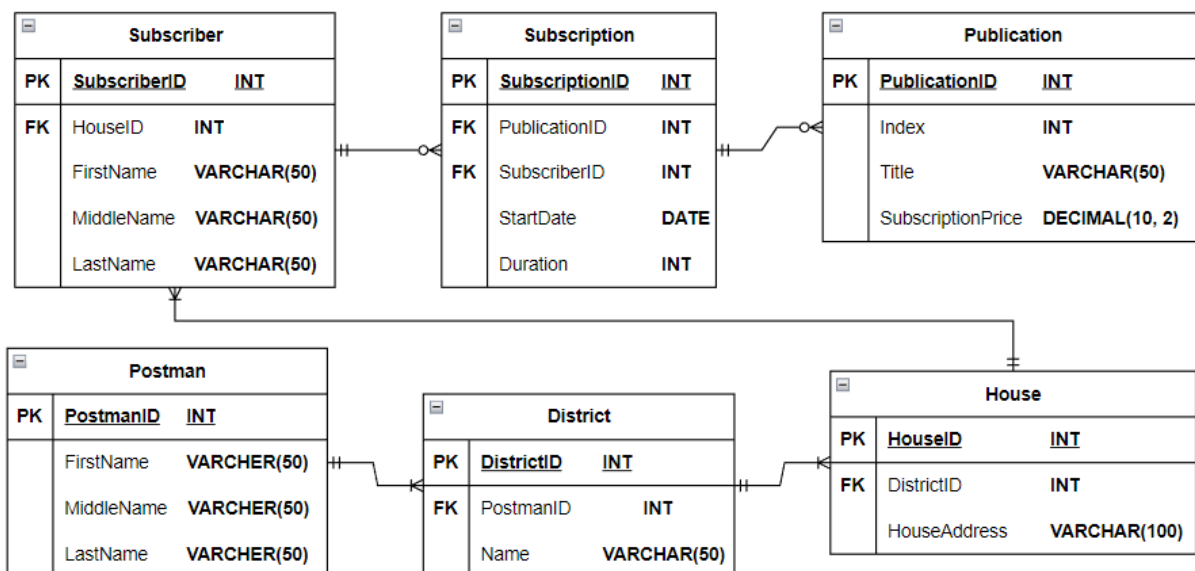 Subscriber
PK SubscriberID INT
FK HouseID INT
FirstName VARCHAR(50)
MiddleName VARCHAR(50)
LastName VARCHAR(50)
Subscription
PK SubscriptionID INT
FK PublicationID INT
FK SubscriberID INT
StartDate DATE
Duration INT
Publication
PK PublicationID INT
Index INT
Title VARCHAR(50)
SubscriptionPrice DECIMAL(10, 2)
Postman
PK PostmanID INT
FirstName VARCHER(50)
MiddleName VARCHER(50)
LastName VARCHER(50)
District
PK DistrictID INT
FK PostmanID INT
Name VARCHAR(50)
House
PK HouseID INT
FK DistrictID INT
HouseAddress VARCHAR(100)